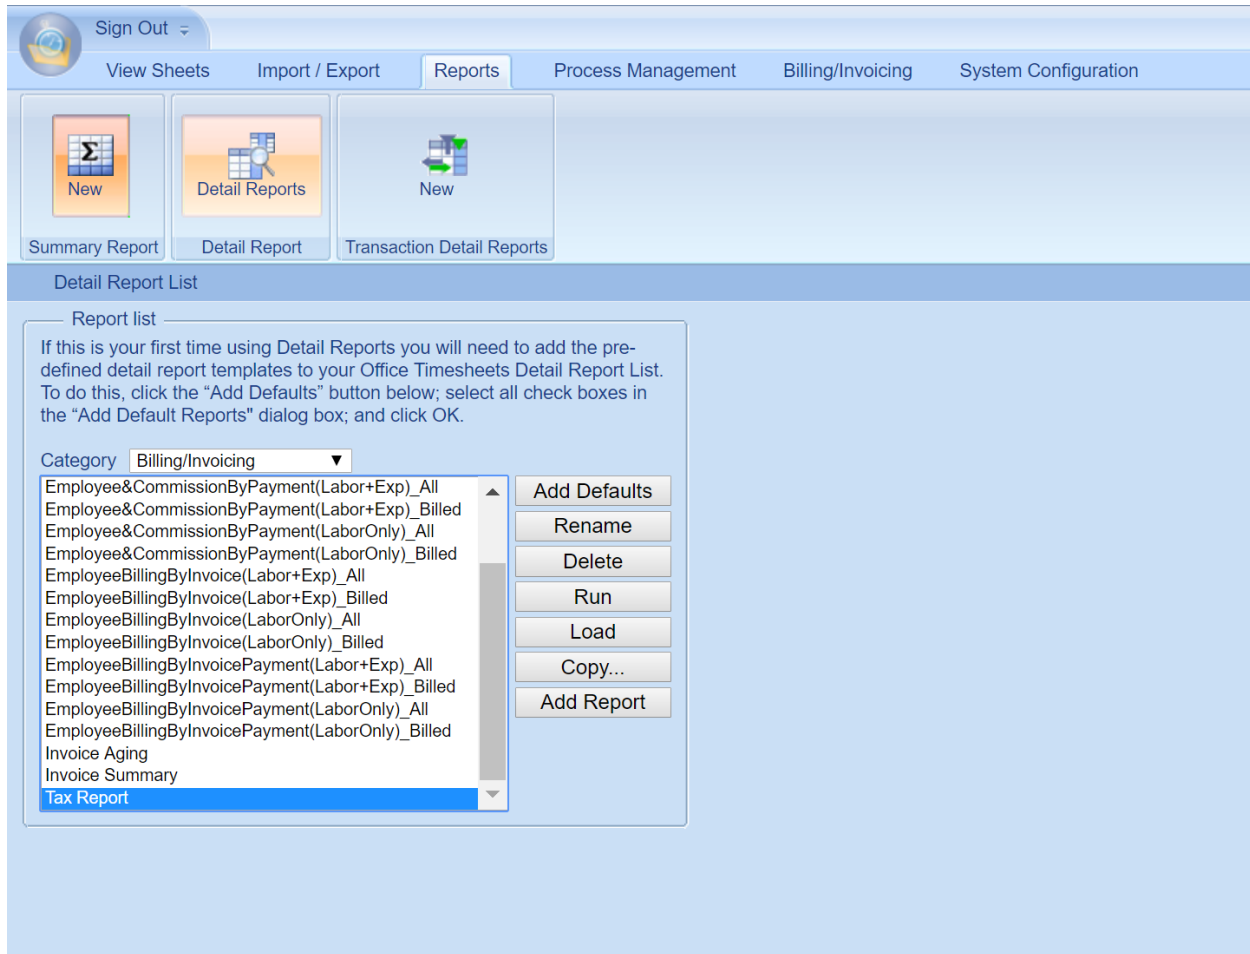 Sign Out
View Sheets Import / Export Reports Process Management Billing/Invoicing System Configuration
Σ
New Detail Reports New
Summary Report Detail Report Transaction Detail Reports
Detail Report List
Report list
If this is your first time using Detail Reports you will need to add the pre-
defined detail report templates to your Office Timesheets Detail Report List.
To do this, click the “Add Defaults” button below; select all check boxes in
the “Add Default Reports" dialog box; and click OK.
Category Billing/Invoicing
Employee&CommissionByPayment(Labor+Exp)_All
Employee&CommissionByPayment(Labor+Exp)_Billed
Employee&CommissionByPayment(LaborOnly)_All
Employee&CommissionByPayment(LaborOnly)_Billed
EmployeeBillingByInvoice(Labor+Exp)_All
EmployeeBillingByInvoice(Labor+Exp)_Billed
EmployeeBillingByInvoice(LaborOnly)_All
EmployeeBillingByInvoice(LaborOnly)_Billed
EmployeeBillingByInvoicePayment(Labor+Exp)_All
EmployeeBillingByInvoicePayment(Labor+Exp)_Billed
EmployeeBillingByInvoicePayment(LaborOnly)_All
EmployeeBillingByInvoicePayment(LaborOnly)_Billed
Invoice Aging
Invoice Summary
Tax Report
Add Defaults
Rename
Delete
Run
Load
Copy...
Add Report